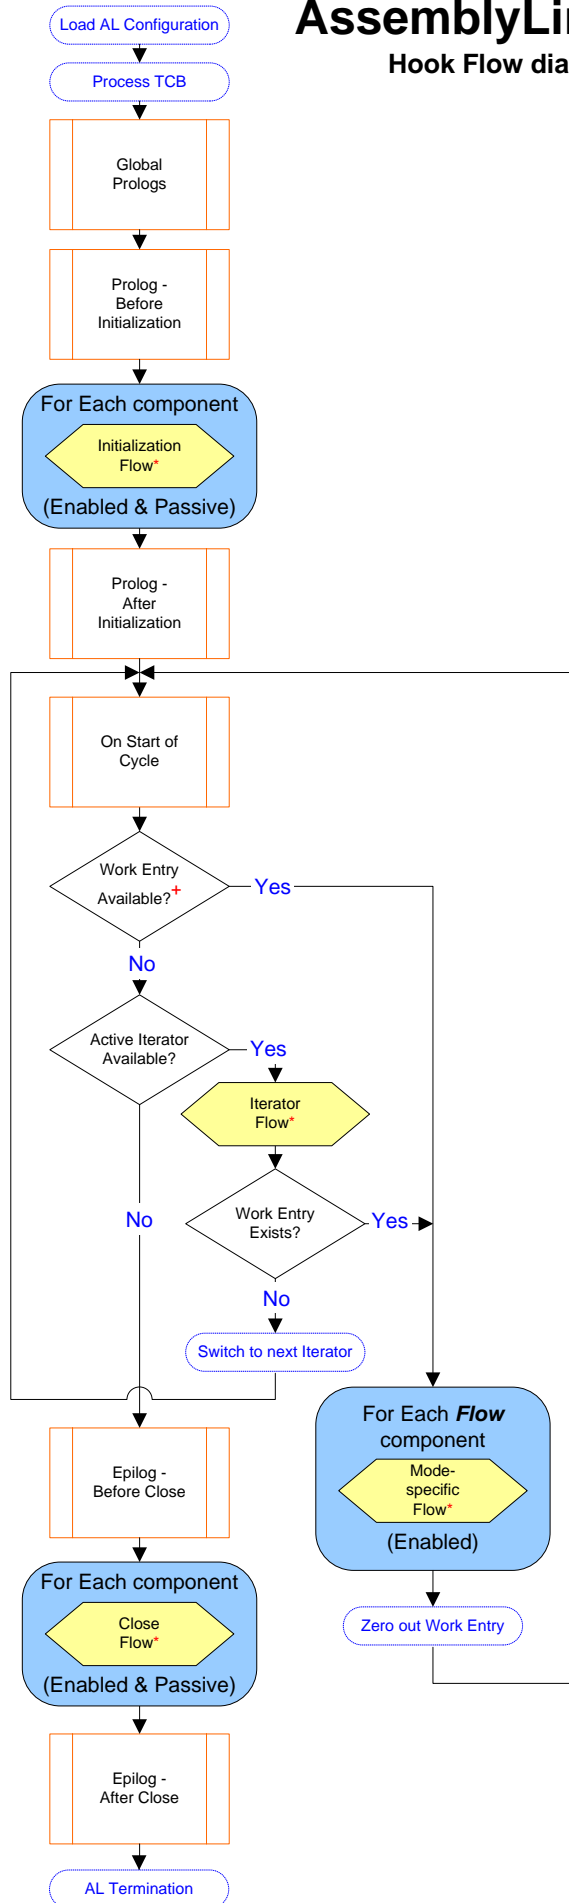 AssemblyLi
Hook Flow dia
Load AL Configuration
Process TCB
Global
Prologs
Prolog -
Before
Initialization
For Each component
Initialization
Flow*
(Enabled & Passive)
Prolog -
After
Initialization
On Start of
Cycle
Work Entry
Available?+
Yes
No
Active Iterator
Available?
Yes
Iterator
Flow*
No
Work Entry
Exists?
Yes
No
Switch to next Iterator
For Each Flow
component
Mode-
specific
Flow*
(Enabled)
Zero out Work Entry
Epilog -
Before Close
For Each component
Close
Flow*
(Enabled & Passive)
Epilog -
After Close
AL Termination